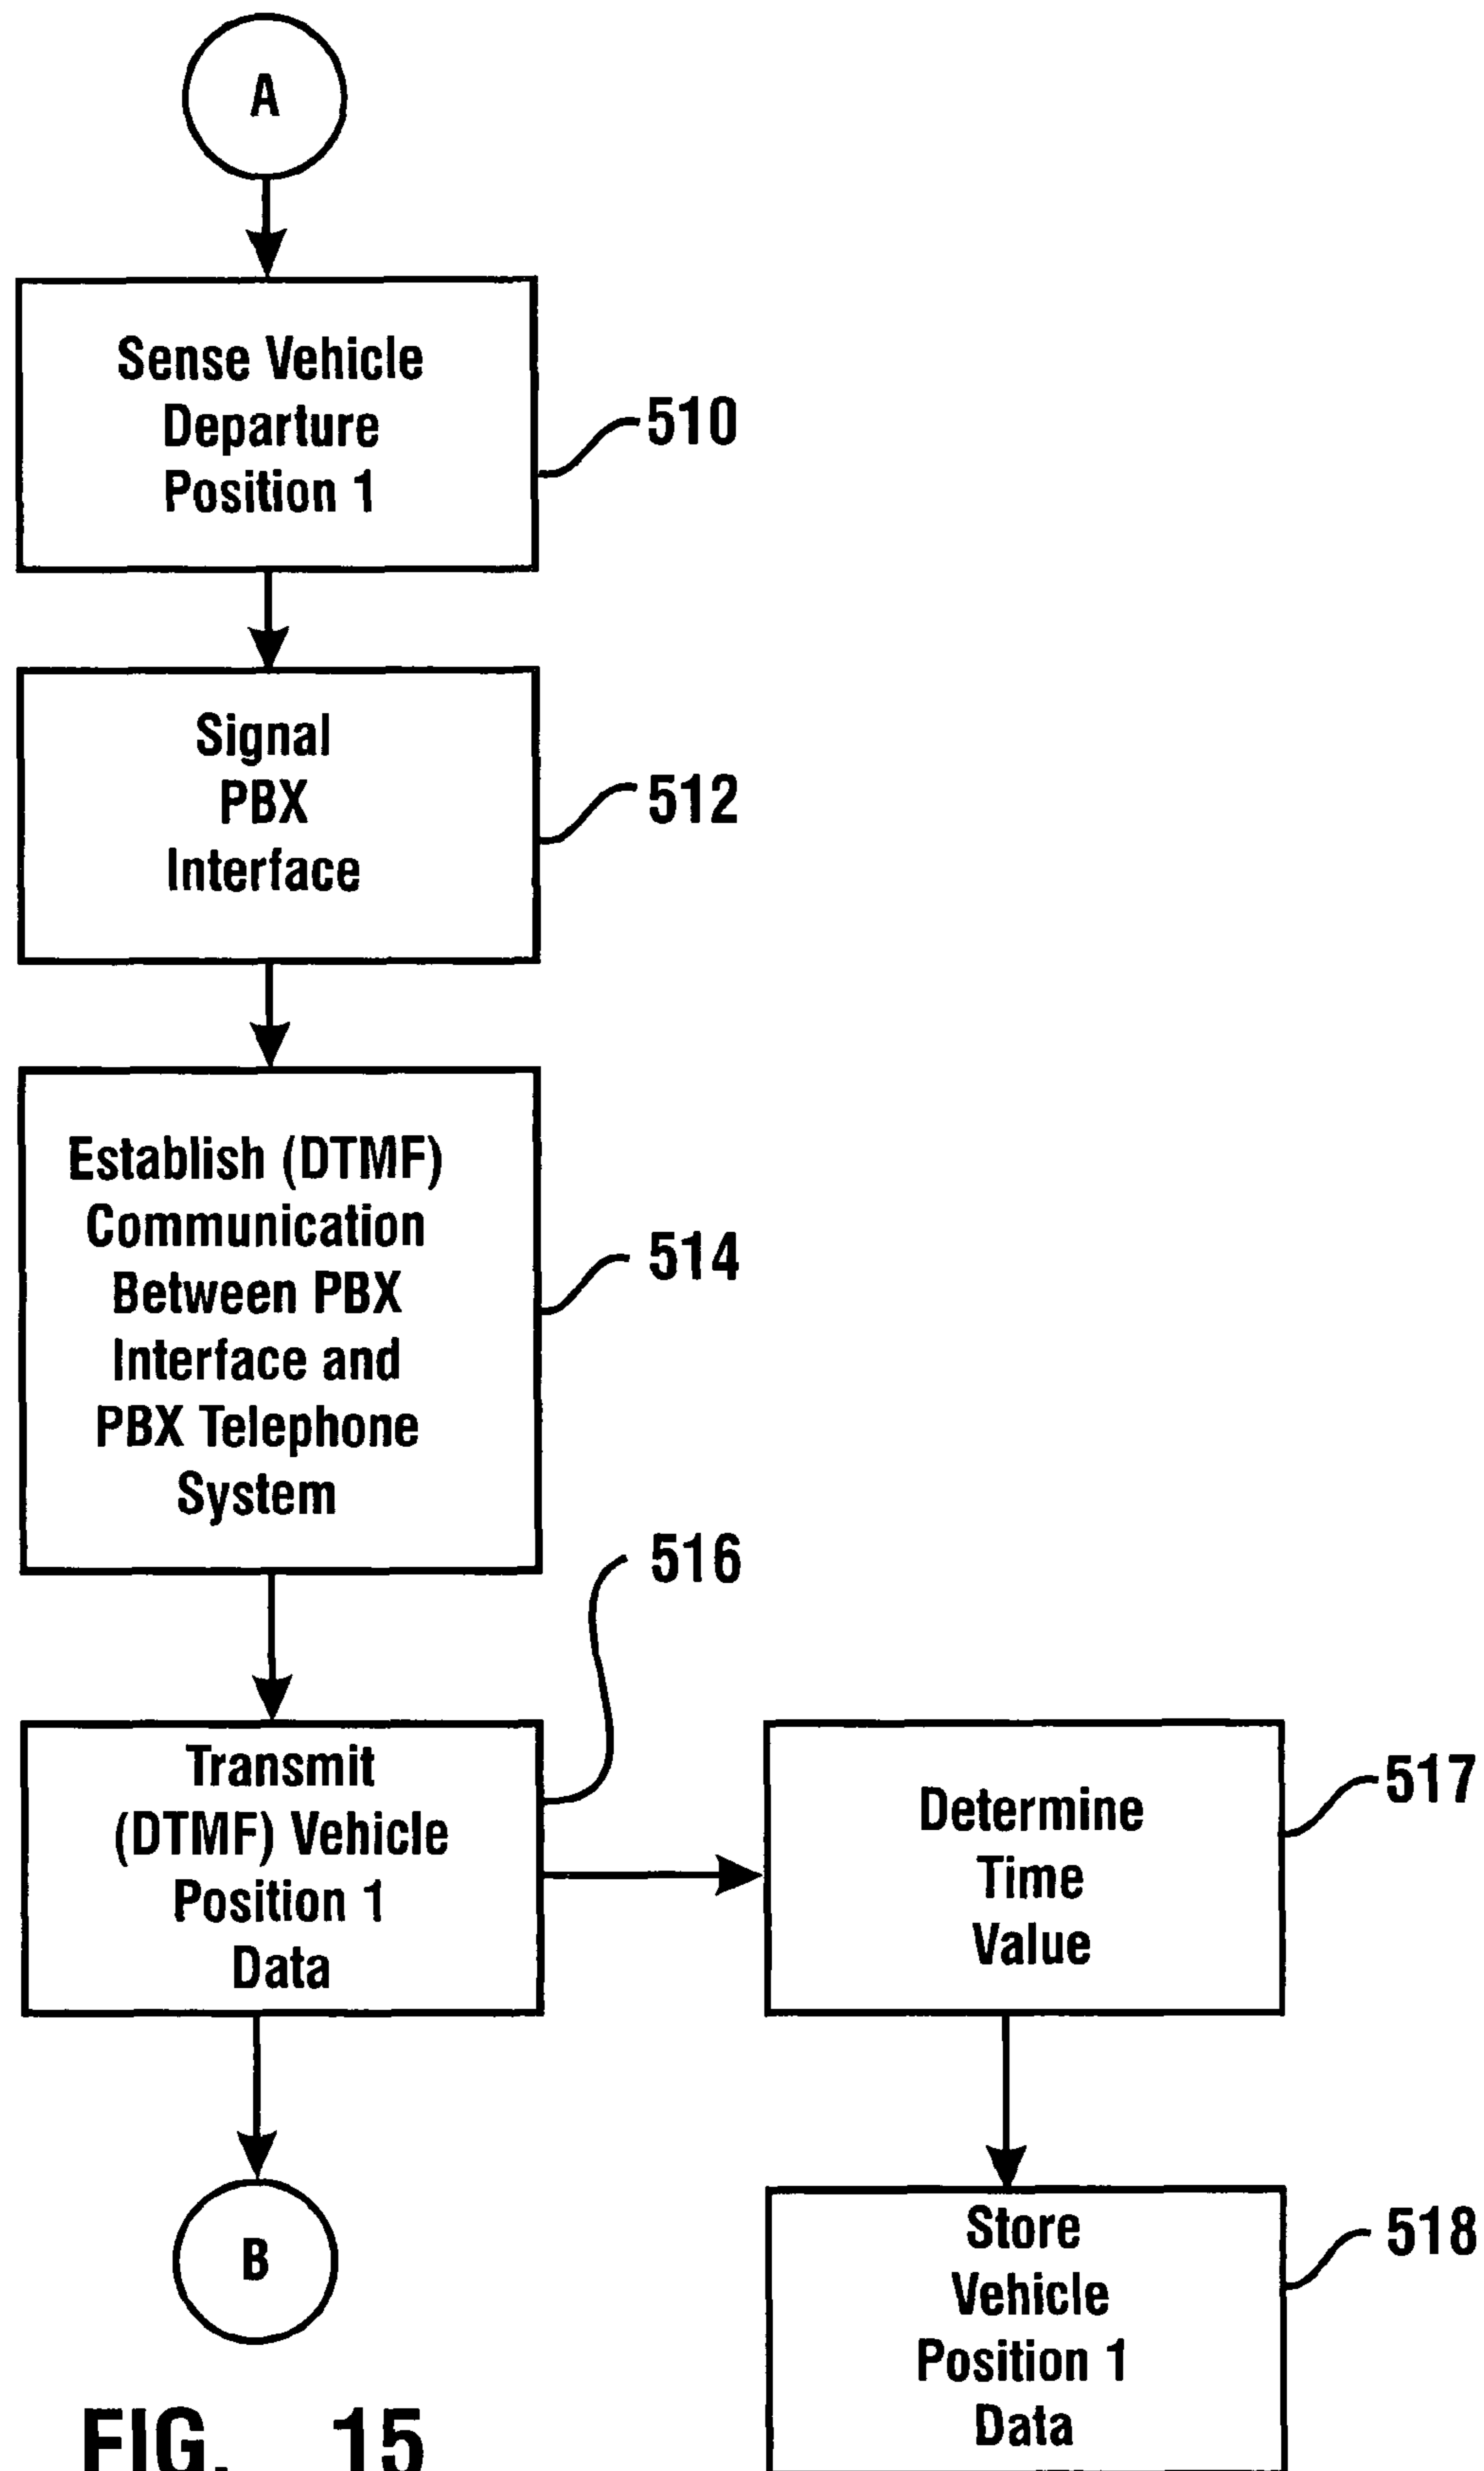 A
Sense Vehicle
Departure
Position 1
510
Signal
PBX
Interface
512
Establish (DTMF)
Communication
Between PBX
Interface and
PBX Telephone
System
514
516
Transmit
(DTMF) Vehicle
Position 1
Data
Determine
Time
Value
517
B
Store
Vehicle
Position 1
Data
518
FIG. 15